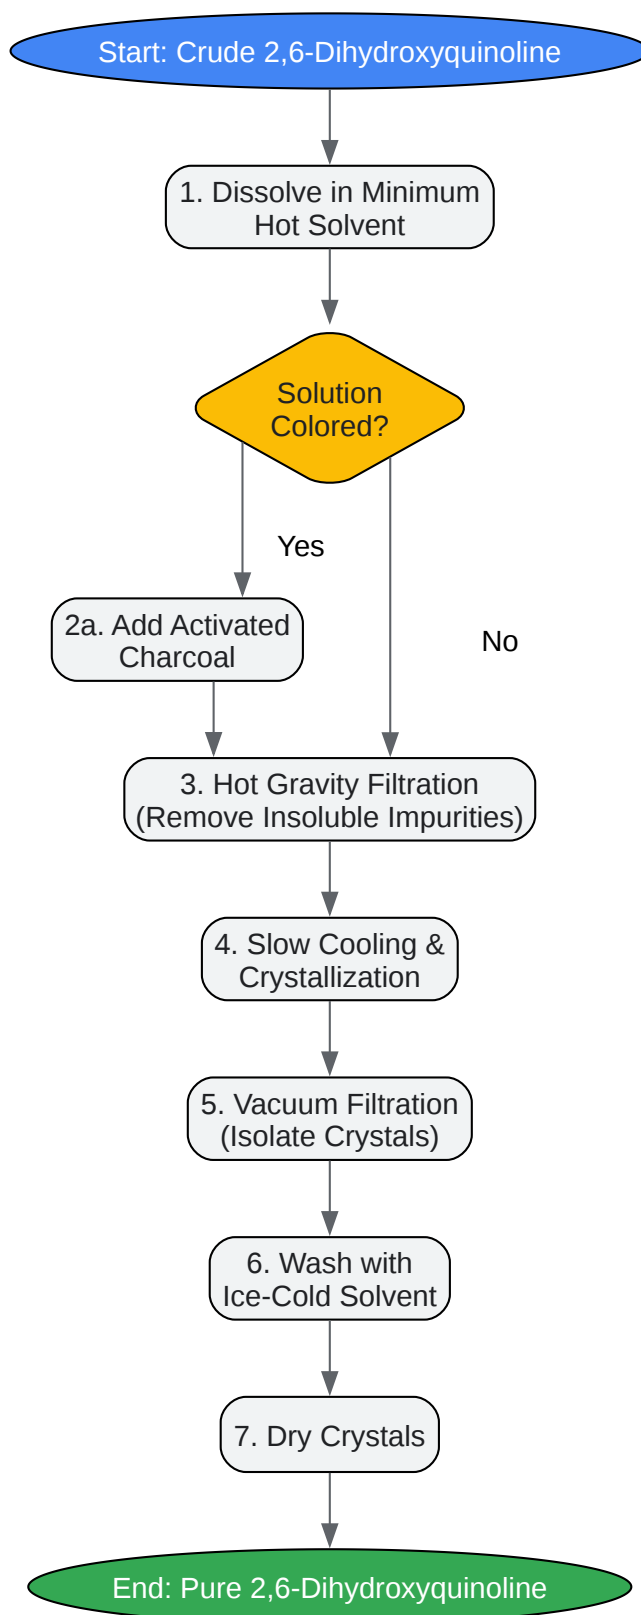 Start: Crude 2,6-Dihydroxyquinoline
1. Dissolve in Minimum
Hot Solvent
Solution
Colored?
Yes
2a. Add Activated
Charcoal
No
3. Hot Gravity Filtration
(Remove Insoluble Impurities)
4. Slow Cooling &
Crystallization
5. Vacuum Filtration
(Isolate Crystals)
6. Wash with
Ice-Cold Solvent
7. Dry Crystals
End: Pure 2,6-Dihydroxyquinoline